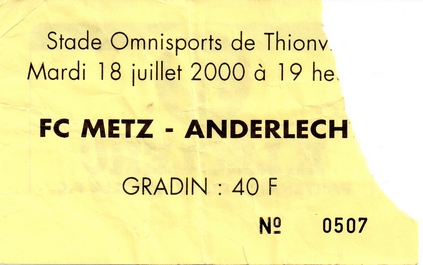 Stade Omnisports de Thionv
Mardi 18 juillet 2000 à 19 he
FC METZ - ANDERLECH
GRADIN : 40 F
Nº 0507